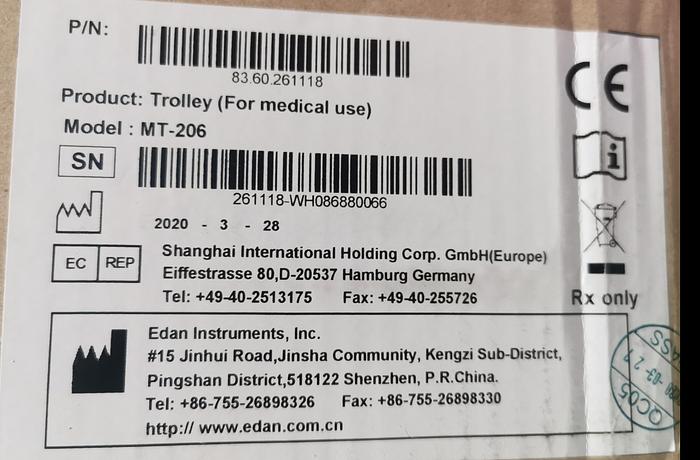 P/N:
83.60.261118
Product: Trolley (For medical use)
Model : MT-206
SN
261118-WH086880066
2020 - 3 - 28
EC REP
Shanghai International Holding Corp. GmbH(Europe)
Eiffestrasse 80,D-20537 Hamburg Germany
Tel: +49-40-2513175 Fax: +49-40-255726
CE
i
Rx only
Edan Instruments, Inc.
#15 Jinhui Road,Jinsha Community, Kengzi Sub-District,
Pingshan District,518122 Shenzhen, P.R.China.
Tel: +86-755-26898326 Fax: +86-755-26898330
http:// www.edan.com.cn
QC05